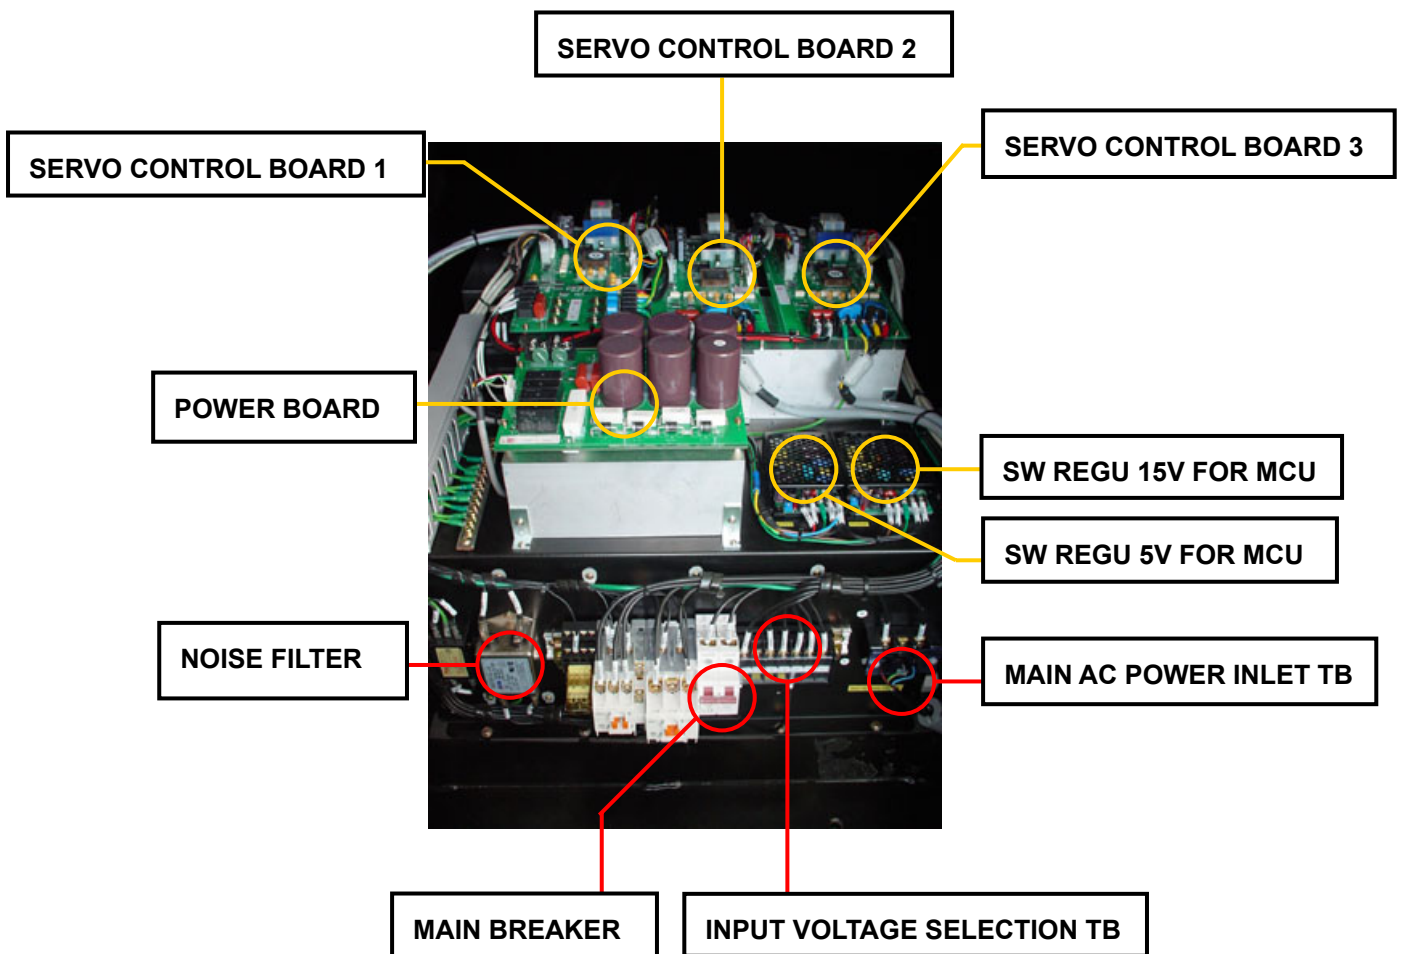 SERVO CONTROL BOARD 2
SERVO CONTROL BOARD 3
SERVO CONTROL BOARD 1
POWER BOARD
SW REGU 15V FOR MCU
SW REGU 5V FOR MCU
NOISE FILTER
MAIN AC POWER INLET TB
MAIN BREAKER
INPUT VOLTAGE SELECTION TB